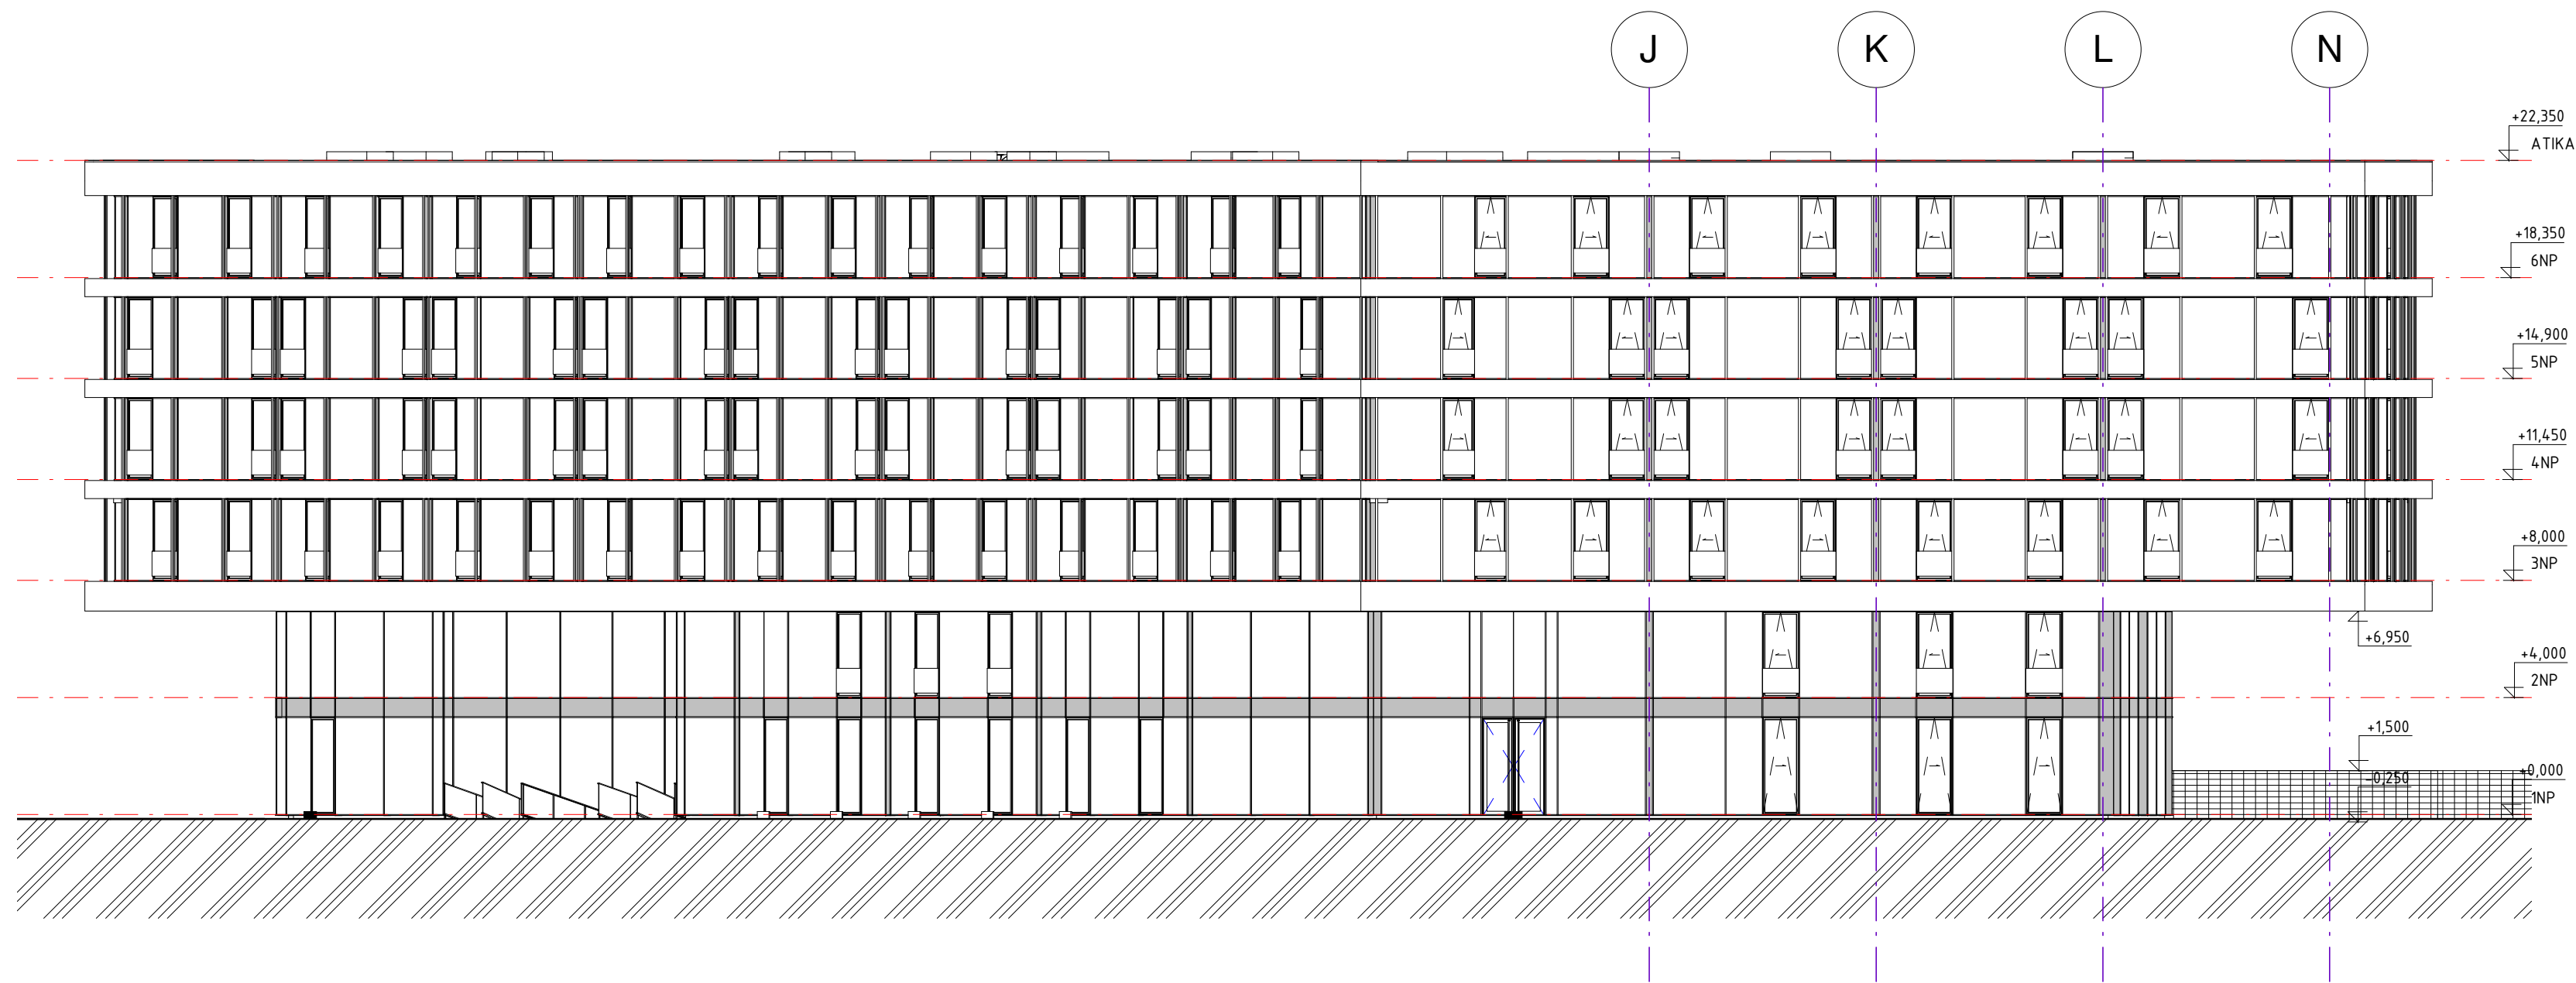 J K L N
+22,350
ATIKA
+18,350
6NP
+14,900
5NP
+11,450
4NP
+8,000
3NP
+6,950
+4,000
2NP
+1,500
+0,000
-0,250
1NP